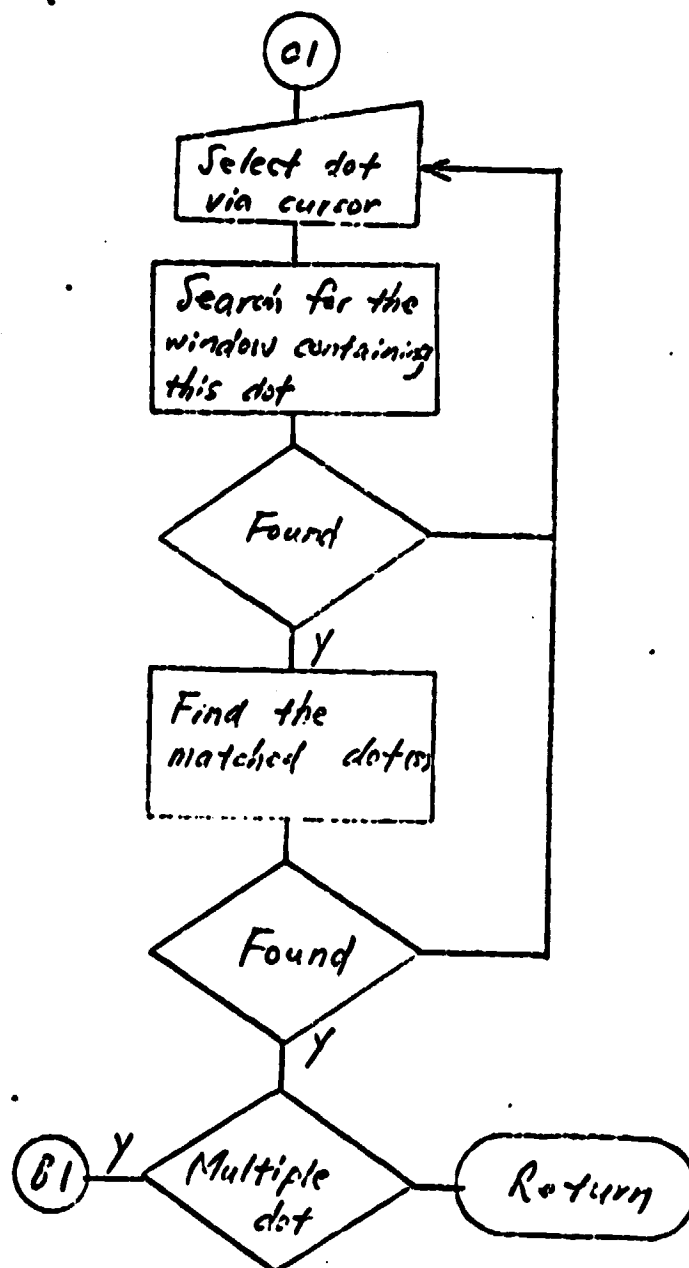 01
Select dot
via cursor
Search for the
window containing
this dot
Found
Y
Find the
matched dot(s)
Found
Y
Y
Multiple
dot
B1
Return